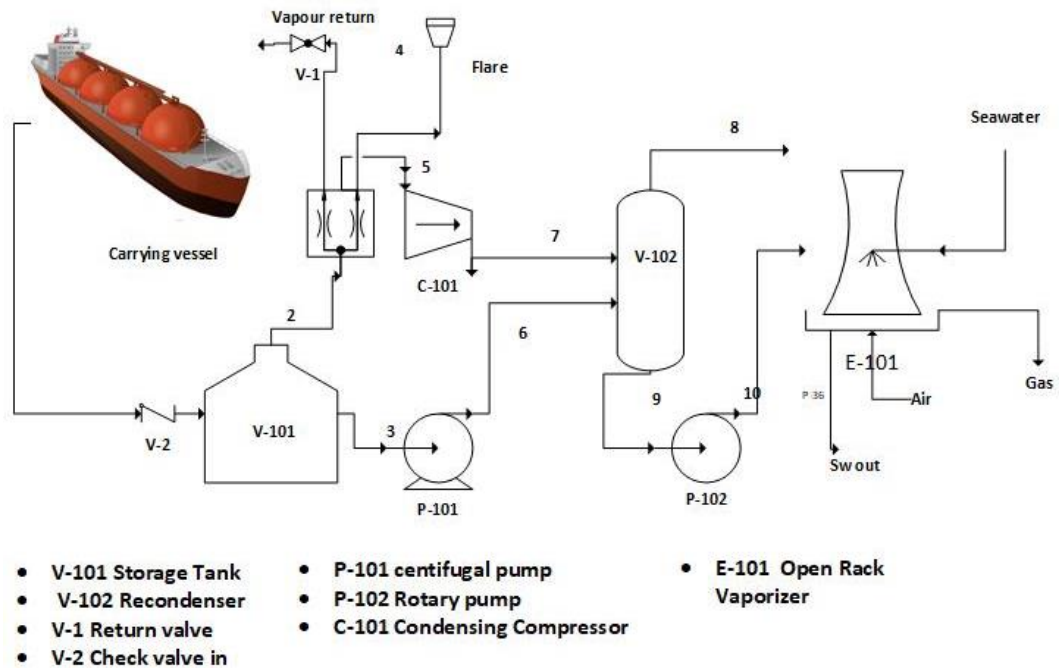 Vapour return
V-1
4
Flare
Carrying vessel
5
C-101
7
8
Seawater
V-102
2
6
V-2
V-101
3
P-101
9
10
P-102
E-101
P 36
Air
Gas
Sw out
• V-101 Storage Tank
• V-102 Recondenser
• V-1 Return valve
• V-2 Check valve in
• P-101 centifugal pump
• P-102 Rotary pump
• C-101 Condensing Compressor
• E-101 Open Rack
Vaporizer